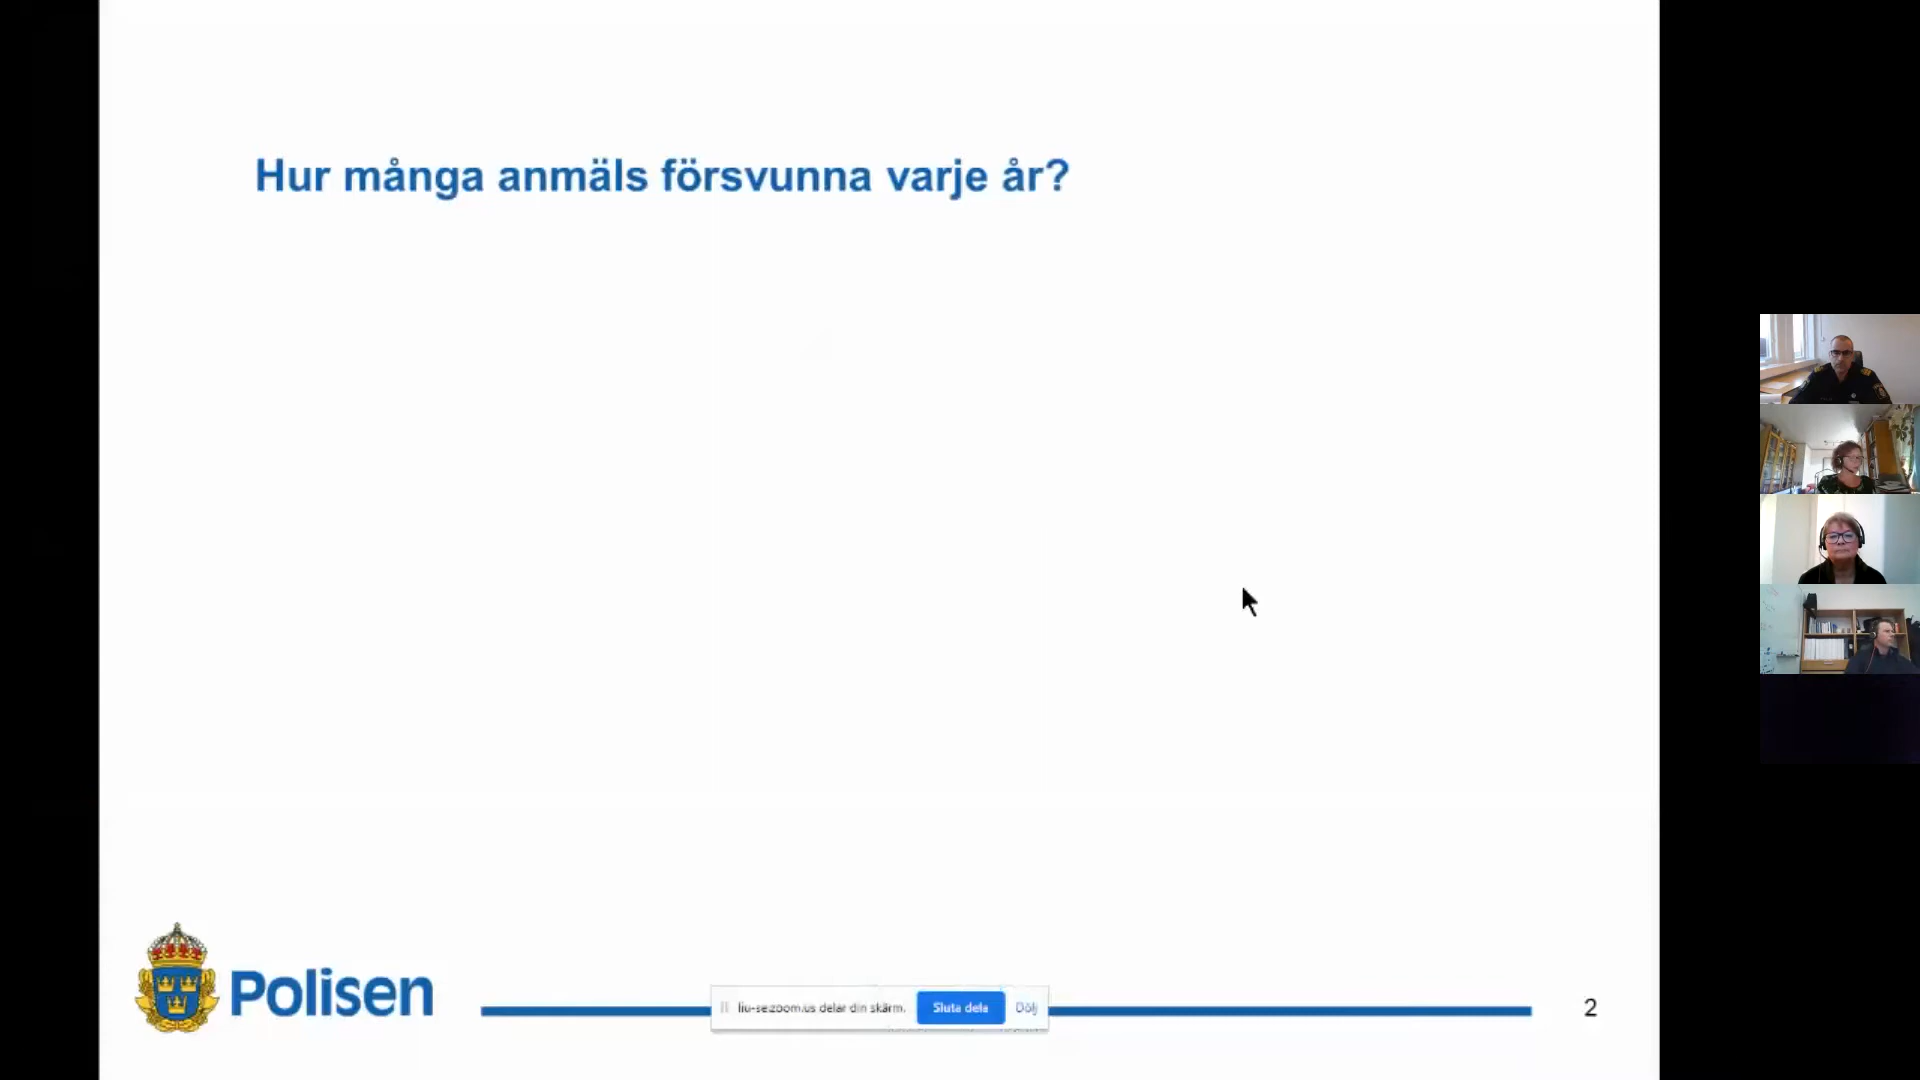 Hur många anmäls försvunna varje år?
Polisen
liu-se.zoom.us delar din skärm. Sluta dela Dölj
2